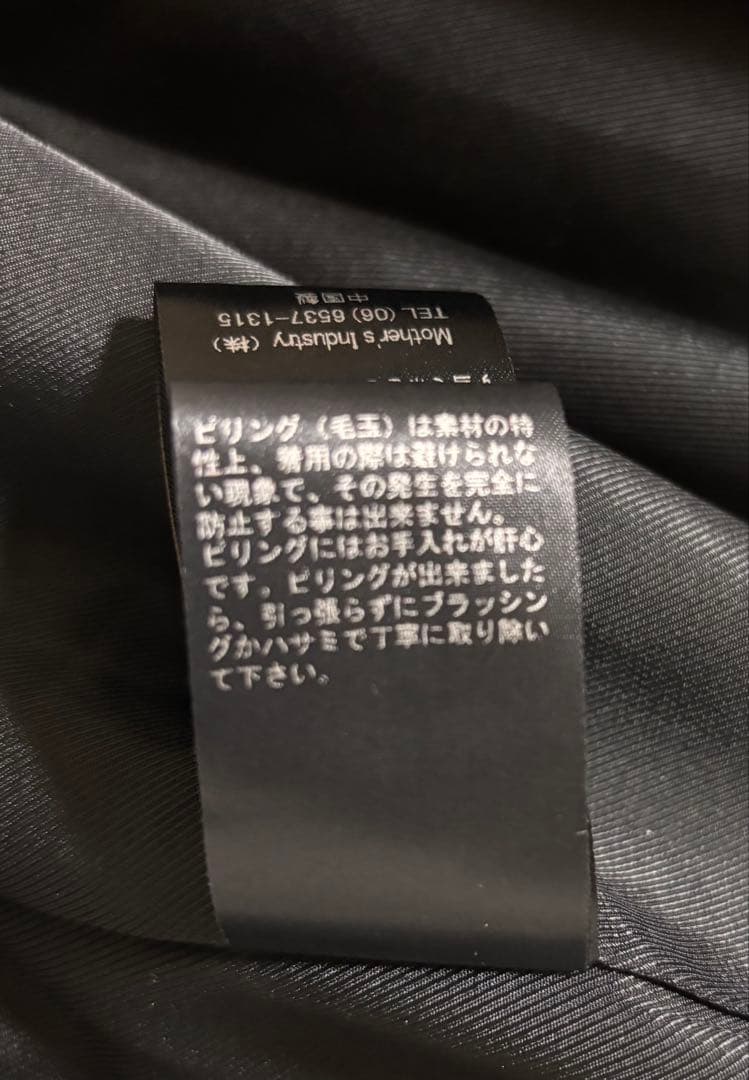 ピリング（毛玉）は素材の特
性上、着用の際は避けられな
い現象で、その発生を完全に
防止する事は出来ません。
ピリングにはお手入れが肝心
です。ピリングが出来ました
ら、引っ張らずにブラッシン
グかハサミで丁寧に取り除い
て下さい。
Mother's Industry（株）
TEL (06) 6537-1315
中国製